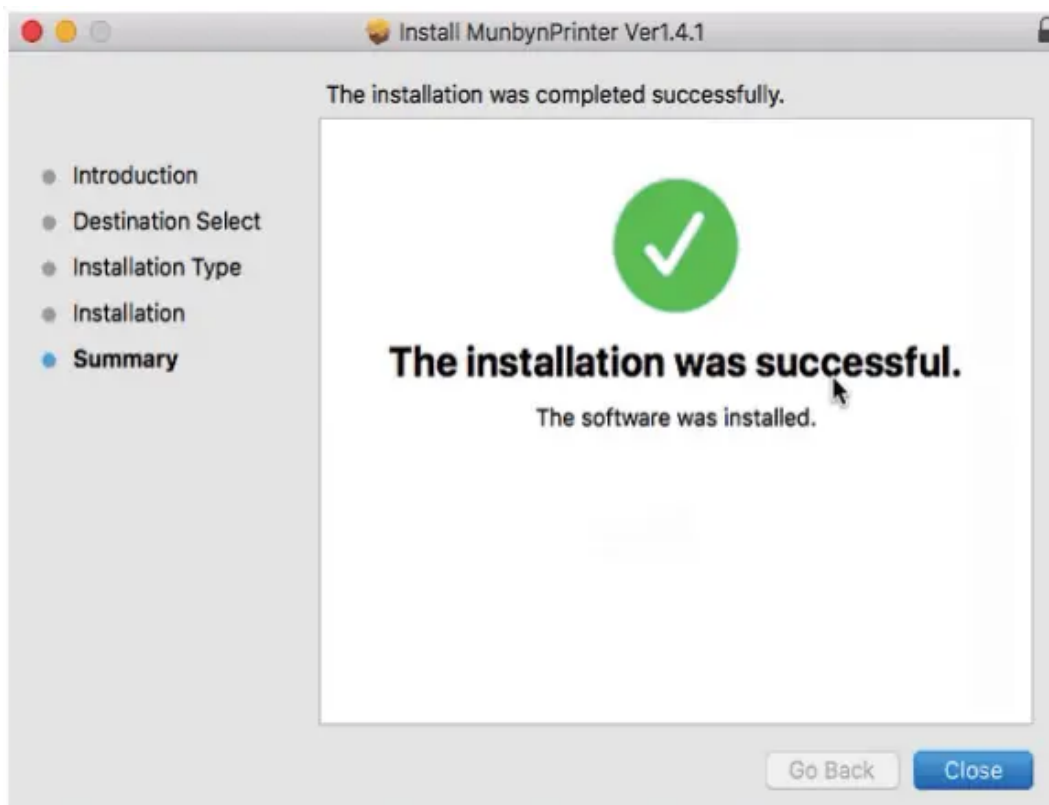 Install MunbynPrinter Ver1.4.1
The installation was completed successfully.
Introduction
Destination Select
Installation Type
Installation
Summary
The installation was successful.
The software was installed.
Go Back
Close